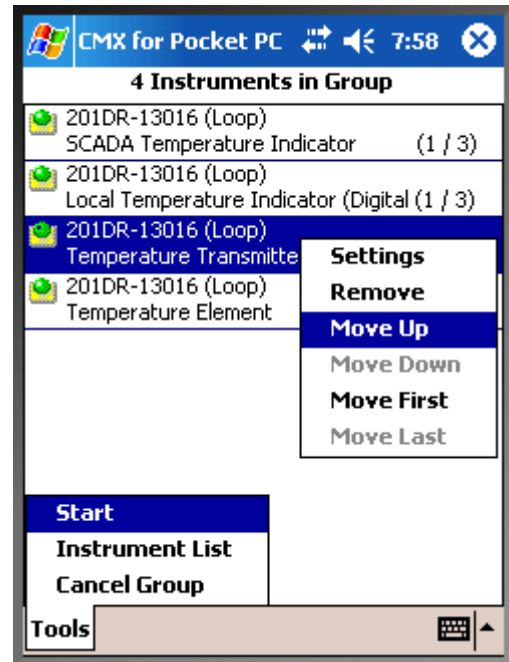 CMX for Pocket PC 7:58
4 Instruments in Group
201DR-13016 (Loop)
SCADA Temperature Indicator (1 / 3)
201DR-13016 (Loop)
Local Temperature Indicator (Digital (1 / 3)
201DR-13016 (Loop)
Temperature Transmitte
201DR-13016 (Loop)
Temperature Element
Settings
Remove
Move Up
Move Down
Move First
Move Last
Start
Instrument List
Cancel Group
Tools